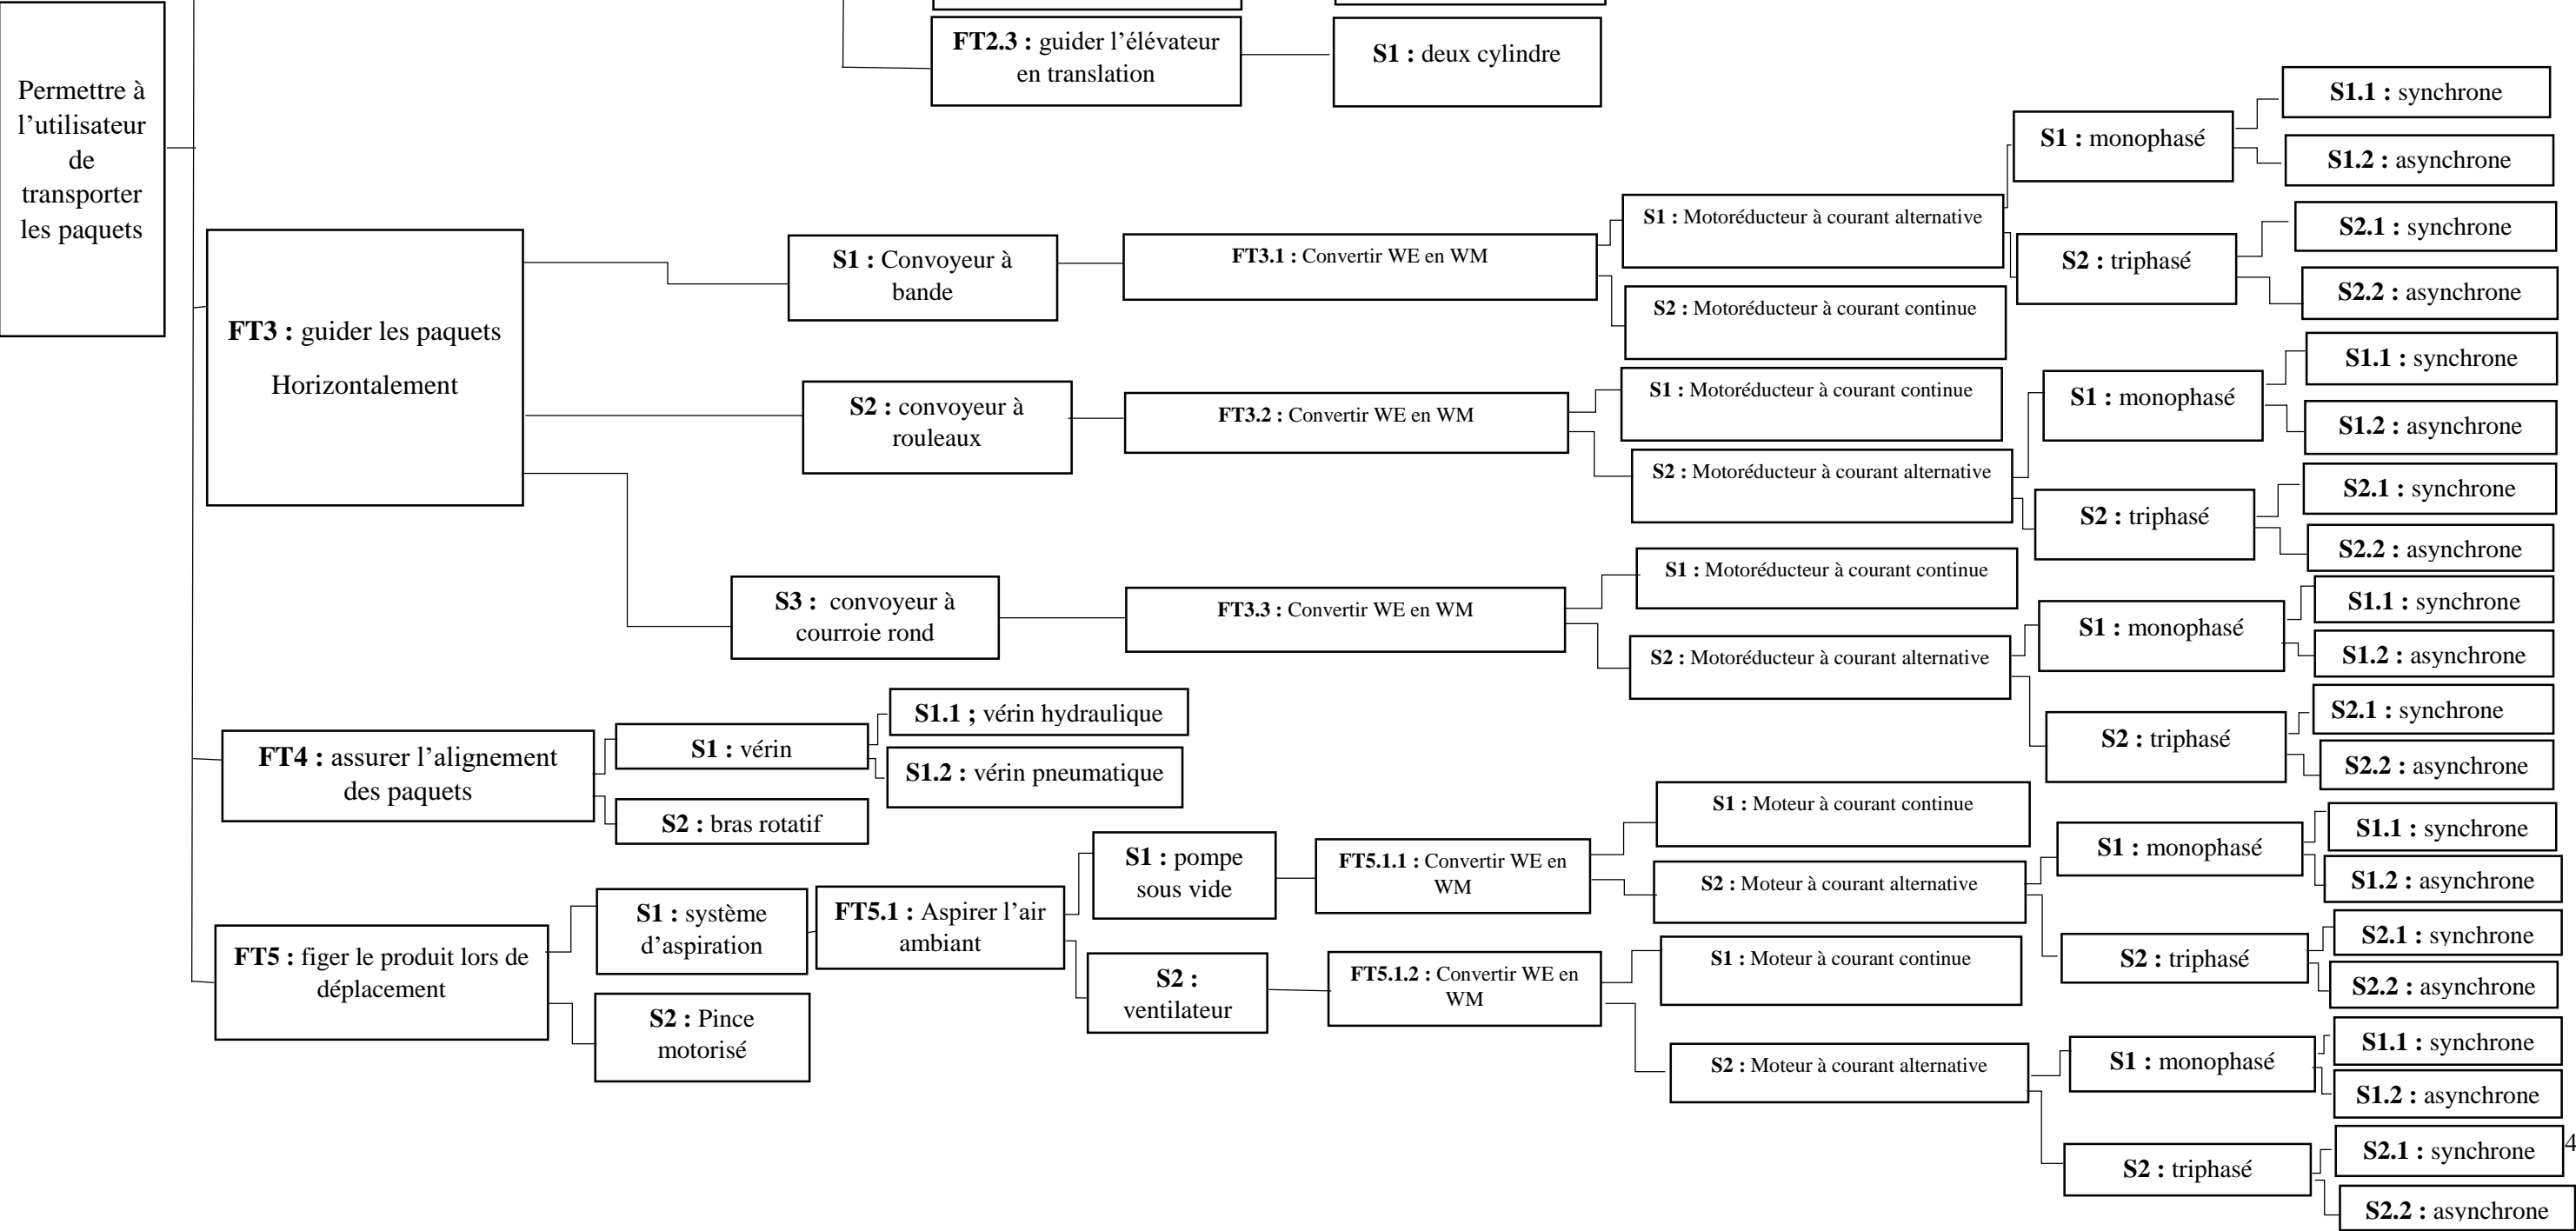 Permettre à
l’utilisateur
de
transporter
les paquets
FT2.3 : guider l’élévateur
en translation
S1 : deux cylindre
FT3 : guider les paquets
Horizontalement
S1 : Convoyeur à
bande
FT3.1 : Convertir WE en WM
S1 : Motoréducteur à courant alternative
S1 : monophasé
S1.1 : synchrone
S1.2 : asynchrone
S2 : triphasé
S2.1 : synchrone
S2.2 : asynchrone
S2 : Motoréducteur à courant continue
S2 : convoyeur à
rouleaux
FT3.2 : Convertir WE en WM
S1 : Motoréducteur à courant continue
S2 : Motoréducteur à courant alternative
S1 : monophasé
S1.1 : synchrone
S1.2 : asynchrone
S2 : triphasé
S2.1 : synchrone
S2.2 : asynchrone
S3 : convoyeur à
courroie rond
FT3.3 : Convertir WE en WM
S1 : Motoréducteur à courant continue
S2 : Motoréducteur à courant alternative
S1 : monophasé
S1.1 : synchrone
S1.2 : asynchrone
S2 : triphasé
S2.1 : synchrone
S2.2 : asynchrone
FT4 : assurer l’alignement
des paquets
S1 : vérin
S1.1 ; vérin hydraulique
S1.2 : vérin pneumatique
S2 : bras rotatif
FT5 : figer le produit lors de
déplacement
S1 : système
d’aspiration
FT5.1 : Aspirer l’air
ambiant
S1 : pompe
sous vide
FT5.1.1 : Convertir WE en
WM
S1 : Moteur à courant continue
S2 : Moteur à courant alternative
S1 : monophasé
S1.1 : synchrone
S1.2 : asynchrone
S2 : triphasé
S2.1 : synchrone
S2.2 : asynchrone
S2 :
ventilateur
FT5.1.2 : Convertir WE en
WM
S1 : Moteur à courant continue
S2 : Moteur à courant alternative
S1 : monophasé
S1.1 : synchrone
S1.2 : asynchrone
S2 : triphasé
S2.1 : synchrone
S2.2 : asynchrone
S2 : Pince
motorisé
4